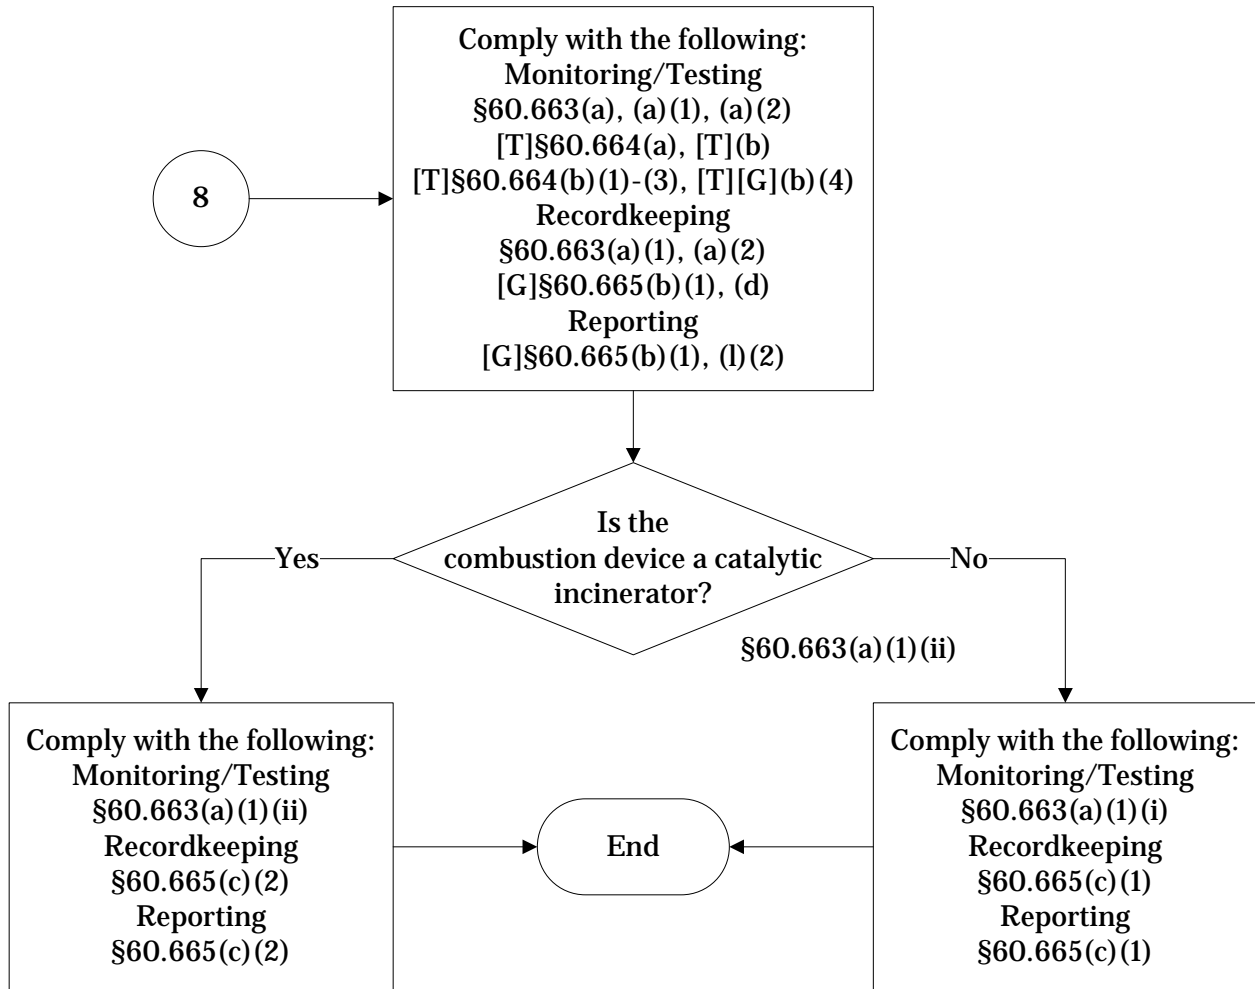 8
Comply with the following:
Monitoring/Testing
§60.663(a), (a)(1), (a)(2)
[T]§60.664(a), [T](b)
[T]§60.664(b)(1)-(3), [T][G](b)(4)
Recordkeeping
§60.663(a)(1), (a)(2)
[G]§60.665(b)(1), (d)
Reporting
[G]§60.665(b)(1), (l)(2)
Is the
combustion device a catalytic
incinerator?
Yes
No
§60.663(a)(1)(ii)
Comply with the following:
Monitoring/Testing
§60.663(a)(1)(ii)
Recordkeeping
§60.665(c)(2)
Reporting
§60.665(c)(2)
End
Comply with the following:
Monitoring/Testing
§60.663(a)(1)(i)
Recordkeeping
§60.665(c)(1)
Reporting
§60.665(c)(1)